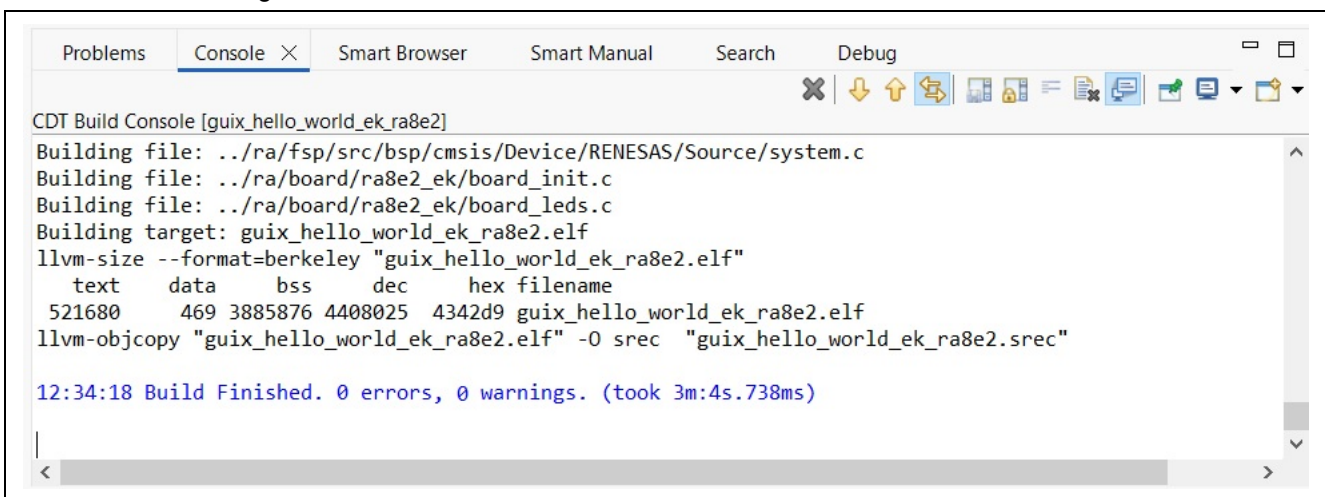 Problems Console Smart Browser Smart Manual Search Debug
CDT Build Console [guix_hello_world_ek_ra8e2]
Building file: ../ra/fsp/src/bsp/cmsis/Device/RENESAS/Source/system.c
Building file: ../ra/board/ra8e2_ek/board_init.c
Building file: ../ra/board/ra8e2_ek/board_leds.c
Building target: guix_hello_world_ek_ra8e2.elf
llvm-size --format=berkeley "guix_hello_world_ek_ra8e2.elf"
text data bss dec hex filename
521680 469 3885876 4408025 4342d9 guix_hello_world_ek_ra8e2.elf
llvm-objcopy "guix_hello_world_ek_ra8e2.elf" -O srec "guix_hello_world_ek_ra8e2.srec"
12:34:18 Build Finished. 0 errors, 0 warnings. (took 3m:4s.738ms)